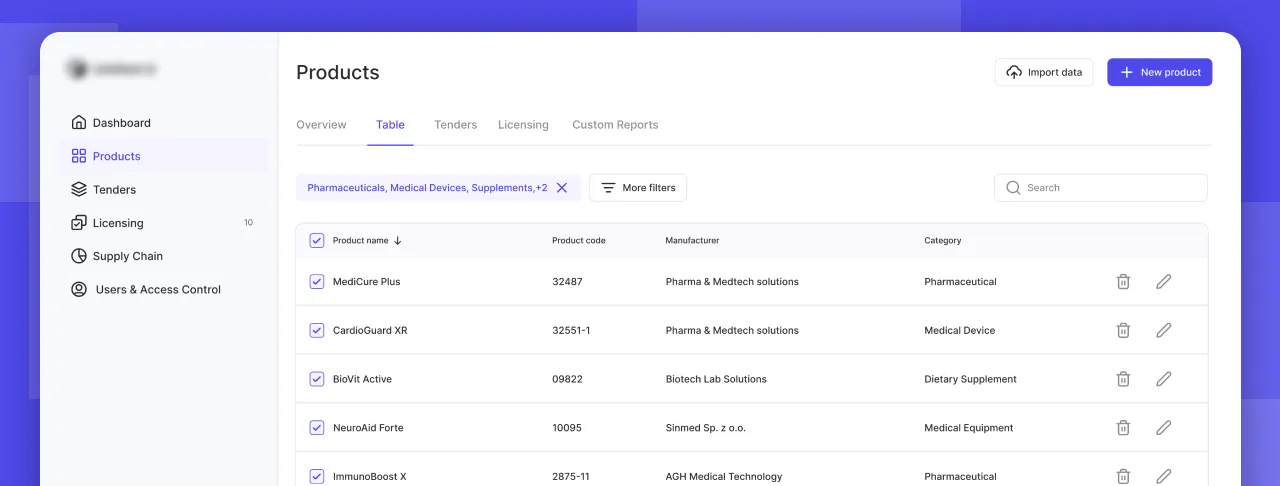 Dashboard
Products
Tenders
Licensing 10
Supply Chain
Users & Access Control
Products
Import data
New product
Overview Table Tenders Licensing Custom Reports
Pharmaceuticals, Medical Devices, Supplements,+2
More filters
Search
Product name Product code Manufacturer Category
MediCure Plus 32487 Pharma & Medtech solutions Pharmaceutical
CardioGuard XR 32551-1 Pharma & Medtech solutions Medical Device
BioVit Active 09822 Biotech Lab Solutions Dietary Supplement
NeuroAid Forte 10095 Sinmed Sp. z o.o. Medical Equipment
ImmunoBoost X 2875-11 AGH Medical Technology Pharmaceutical